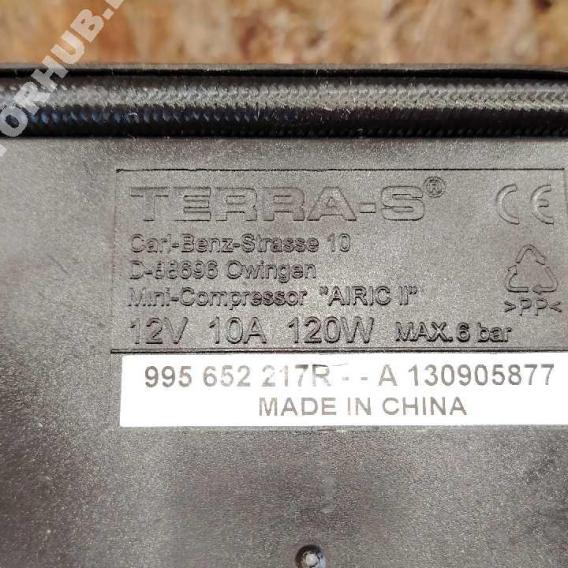 TERRA-S®
Carl-Benz-Strasse 10
D-88696 Owingen
Mini-Compressor "AIRIC II"
12V 10A 120W MAX. 6 bar
CE
>PP<
995 652 217R - - A 130905877
MADE IN CHINA